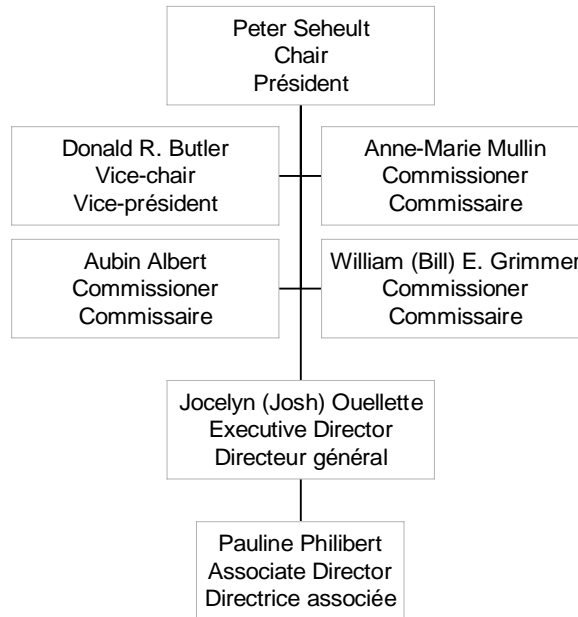 Peter Seheult
Chair
Président
Donald R. Butler
Vice-chair
Vice-président
Anne-Marie Mullin
Commissioner
Commissaire
Aubin Albert
Commissioner
Commissaire
William (Bill) E. Grimmer
Commissioner
Commissaire
Jocelyn (Josh) Ouellette
Executive Director
Directeur général
Pauline Philibert
Associate Director
Directrice associée